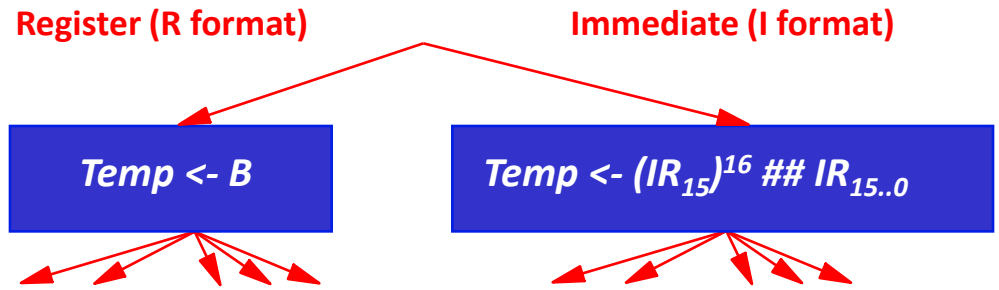 Register (R format)
Immediate (I format)
Temp <- B
Temp <- (IR₁₅)¹⁶ ## IR₁₅..₀